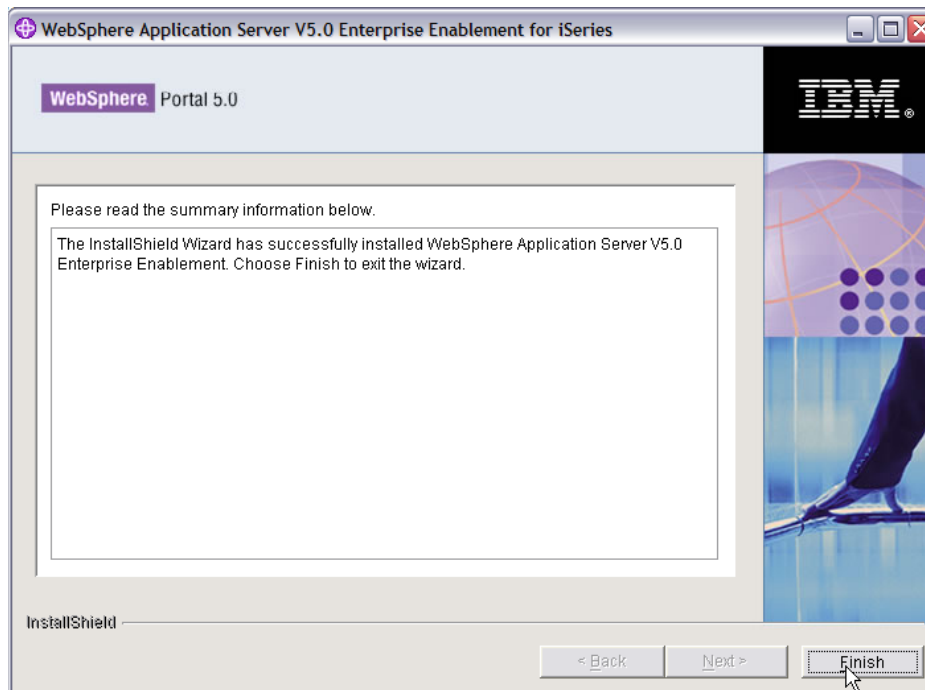 WebSphere Application Server V5.0 Enterprise Enablement for iSeries
WebSphere Portal 5.0
IBM®
Please read the summary information below.
The InstallShield Wizard has successfully installed WebSphere Application Server V5.0
Enterprise Enablement. Choose Finish to exit the wizard.
InstallShield
< Back Next > Finish